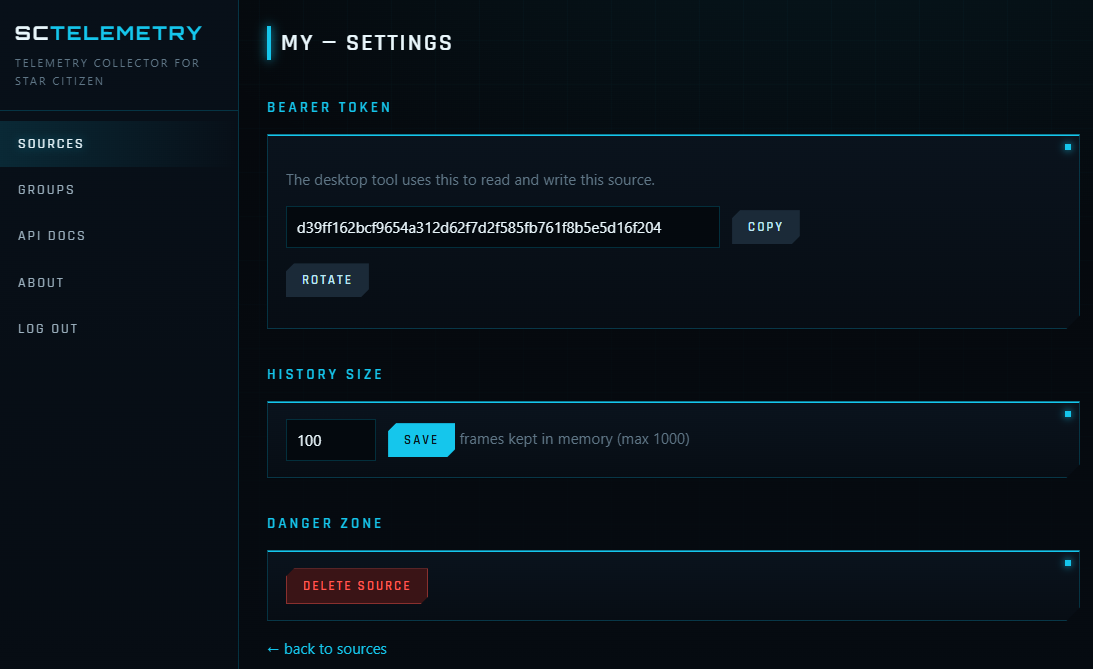 SCTELEMETRY
TELEMETRY COLLECTOR FOR
STAR CITIZEN
SOURCES
GROUPS
API DOCS
ABOUT
LOG OUT
MY — SETTINGS
BEARER TOKEN
The desktop tool uses this to read and write this source.
d39ff162bcf9654a312d62f7d2f585fb761f8b5e5d16f204
COPY
ROTATE
HISTORY SIZE
100
SAVE frames kept in memory (max 1000)
DANGER ZONE
DELETE SOURCE
← back to sources